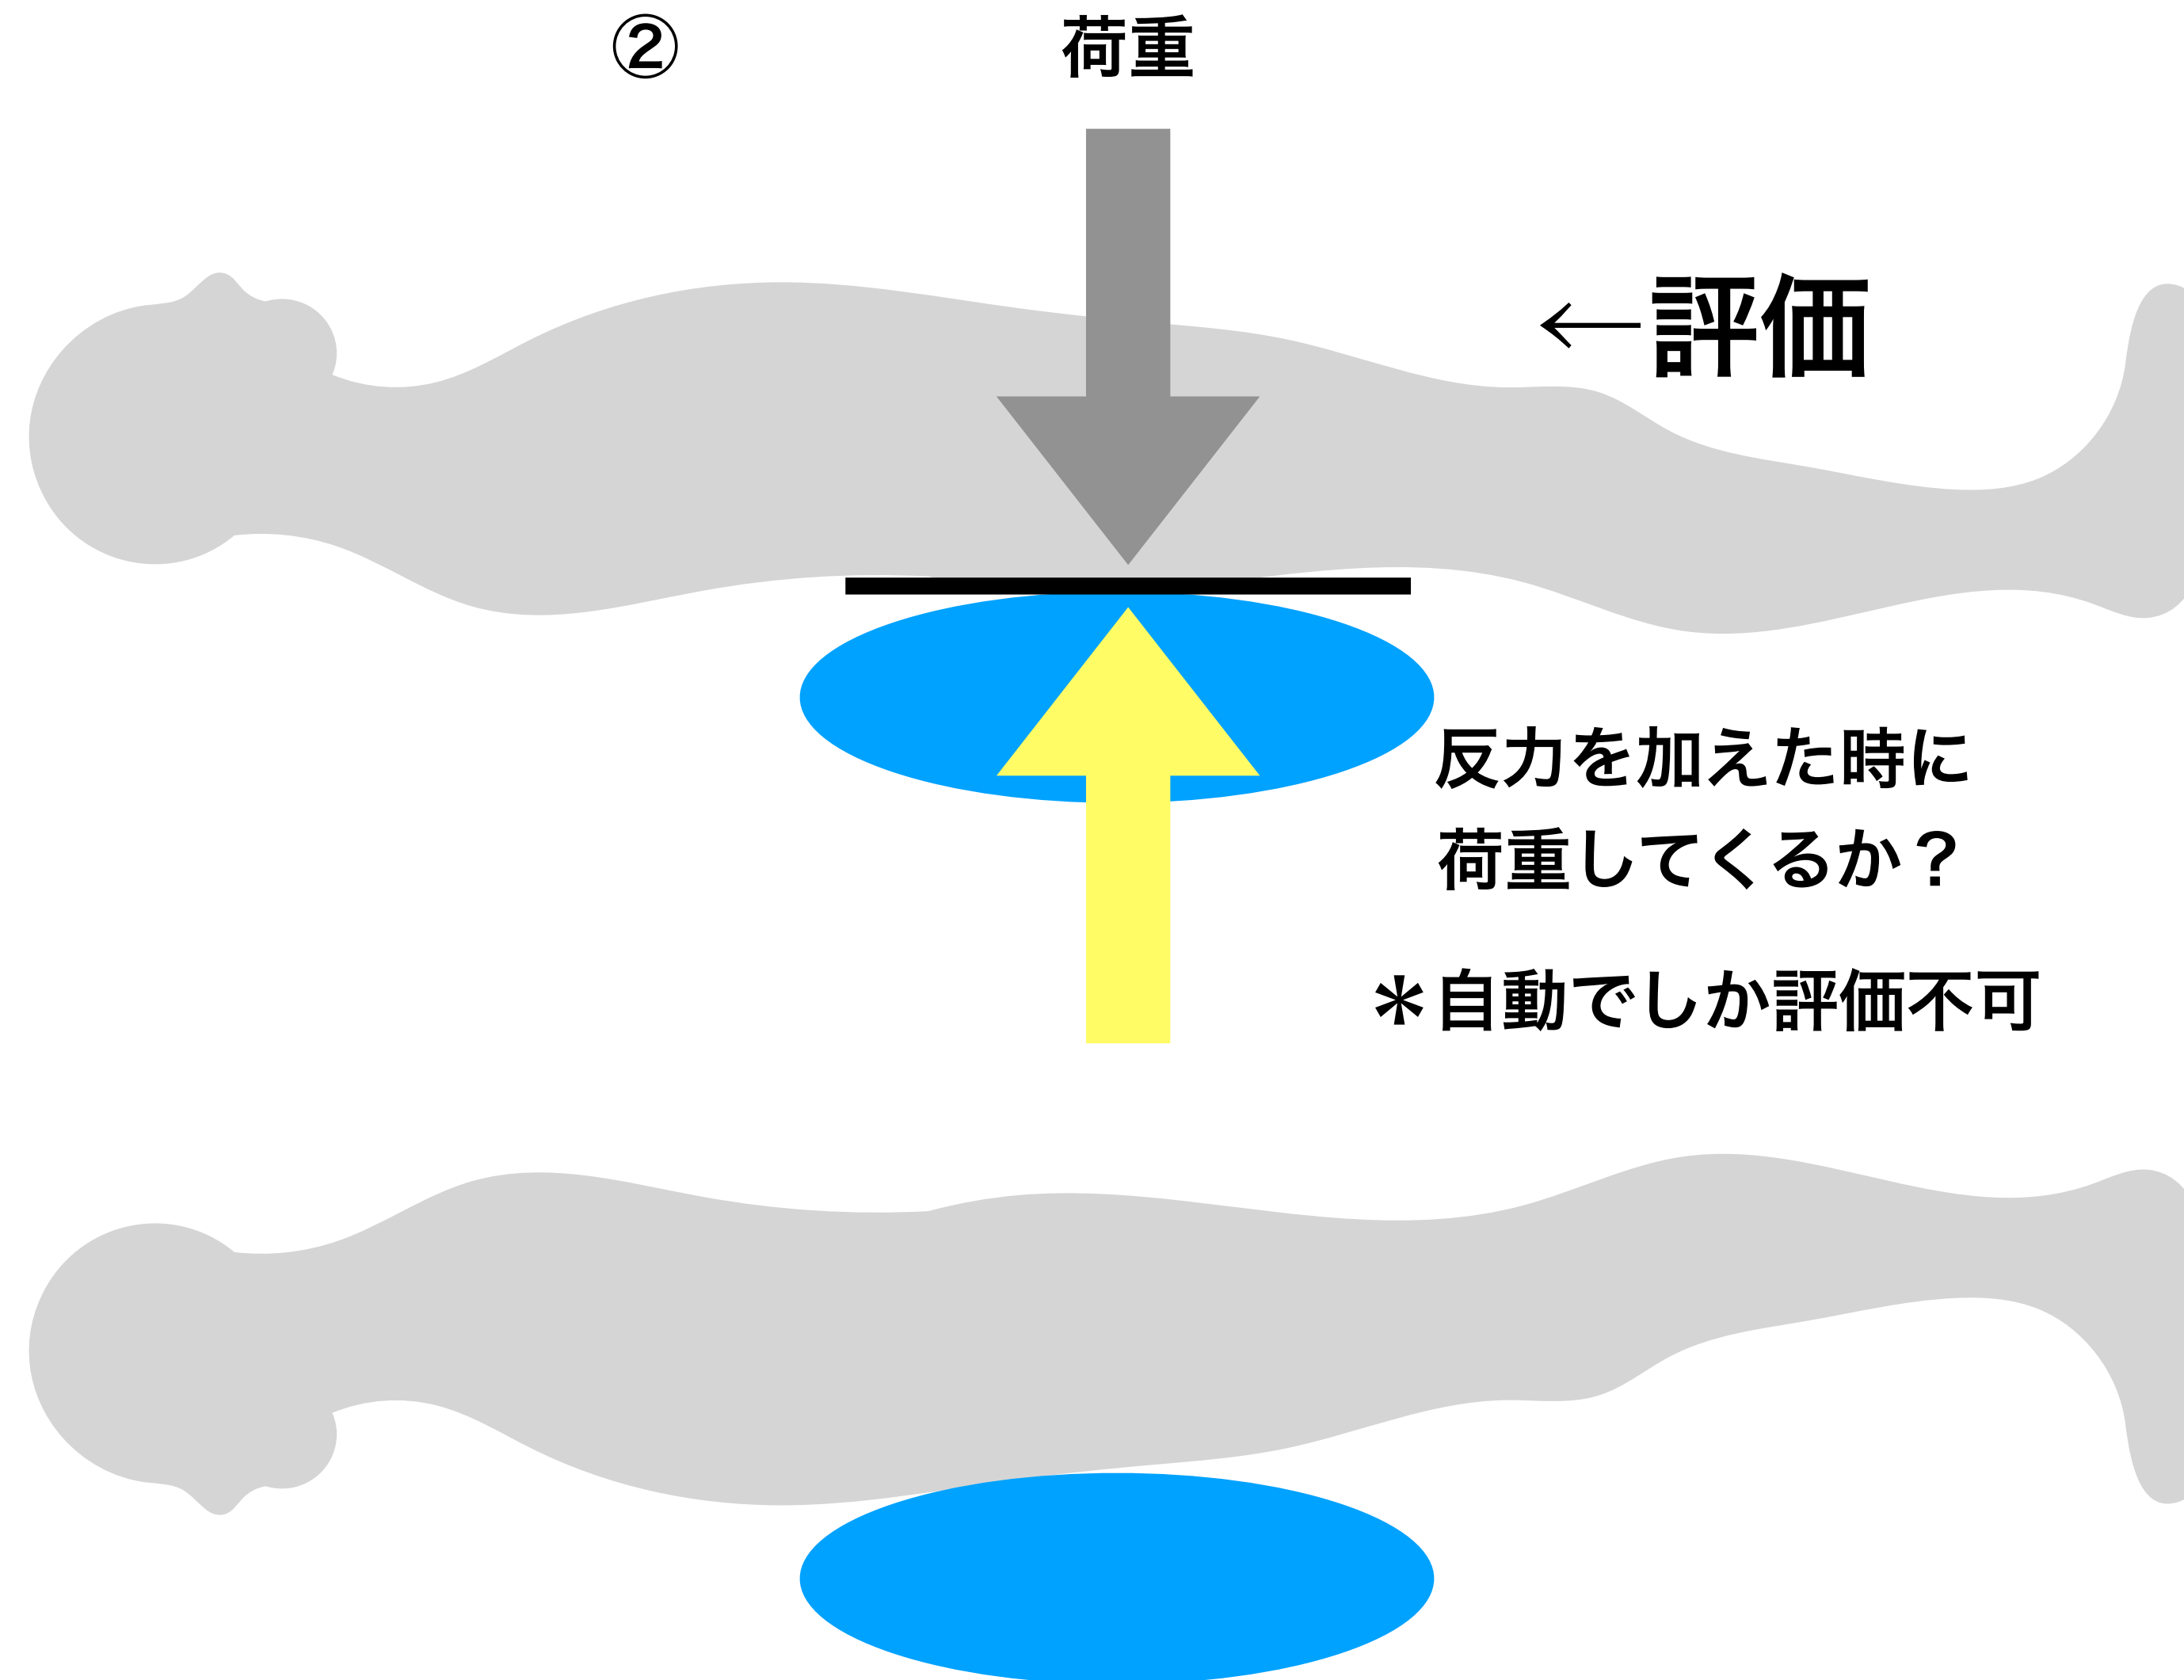 ② 荷重
←評価
反力を加えた時に
荷重してくるか？
*自動でしか評価不可